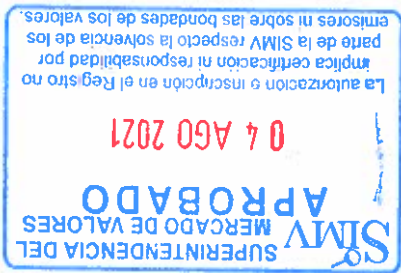 SIMV SUPERINTENDENCIA DEL
MERCADO DE VALORES
APROBADO
04 AGO 2021
La autorización o inscripción en el Registro no
implica certificación ni responsabilidad por
parte de la SIMV respecto la solvencia de los
emisores ni sobre las bondades de los valores.